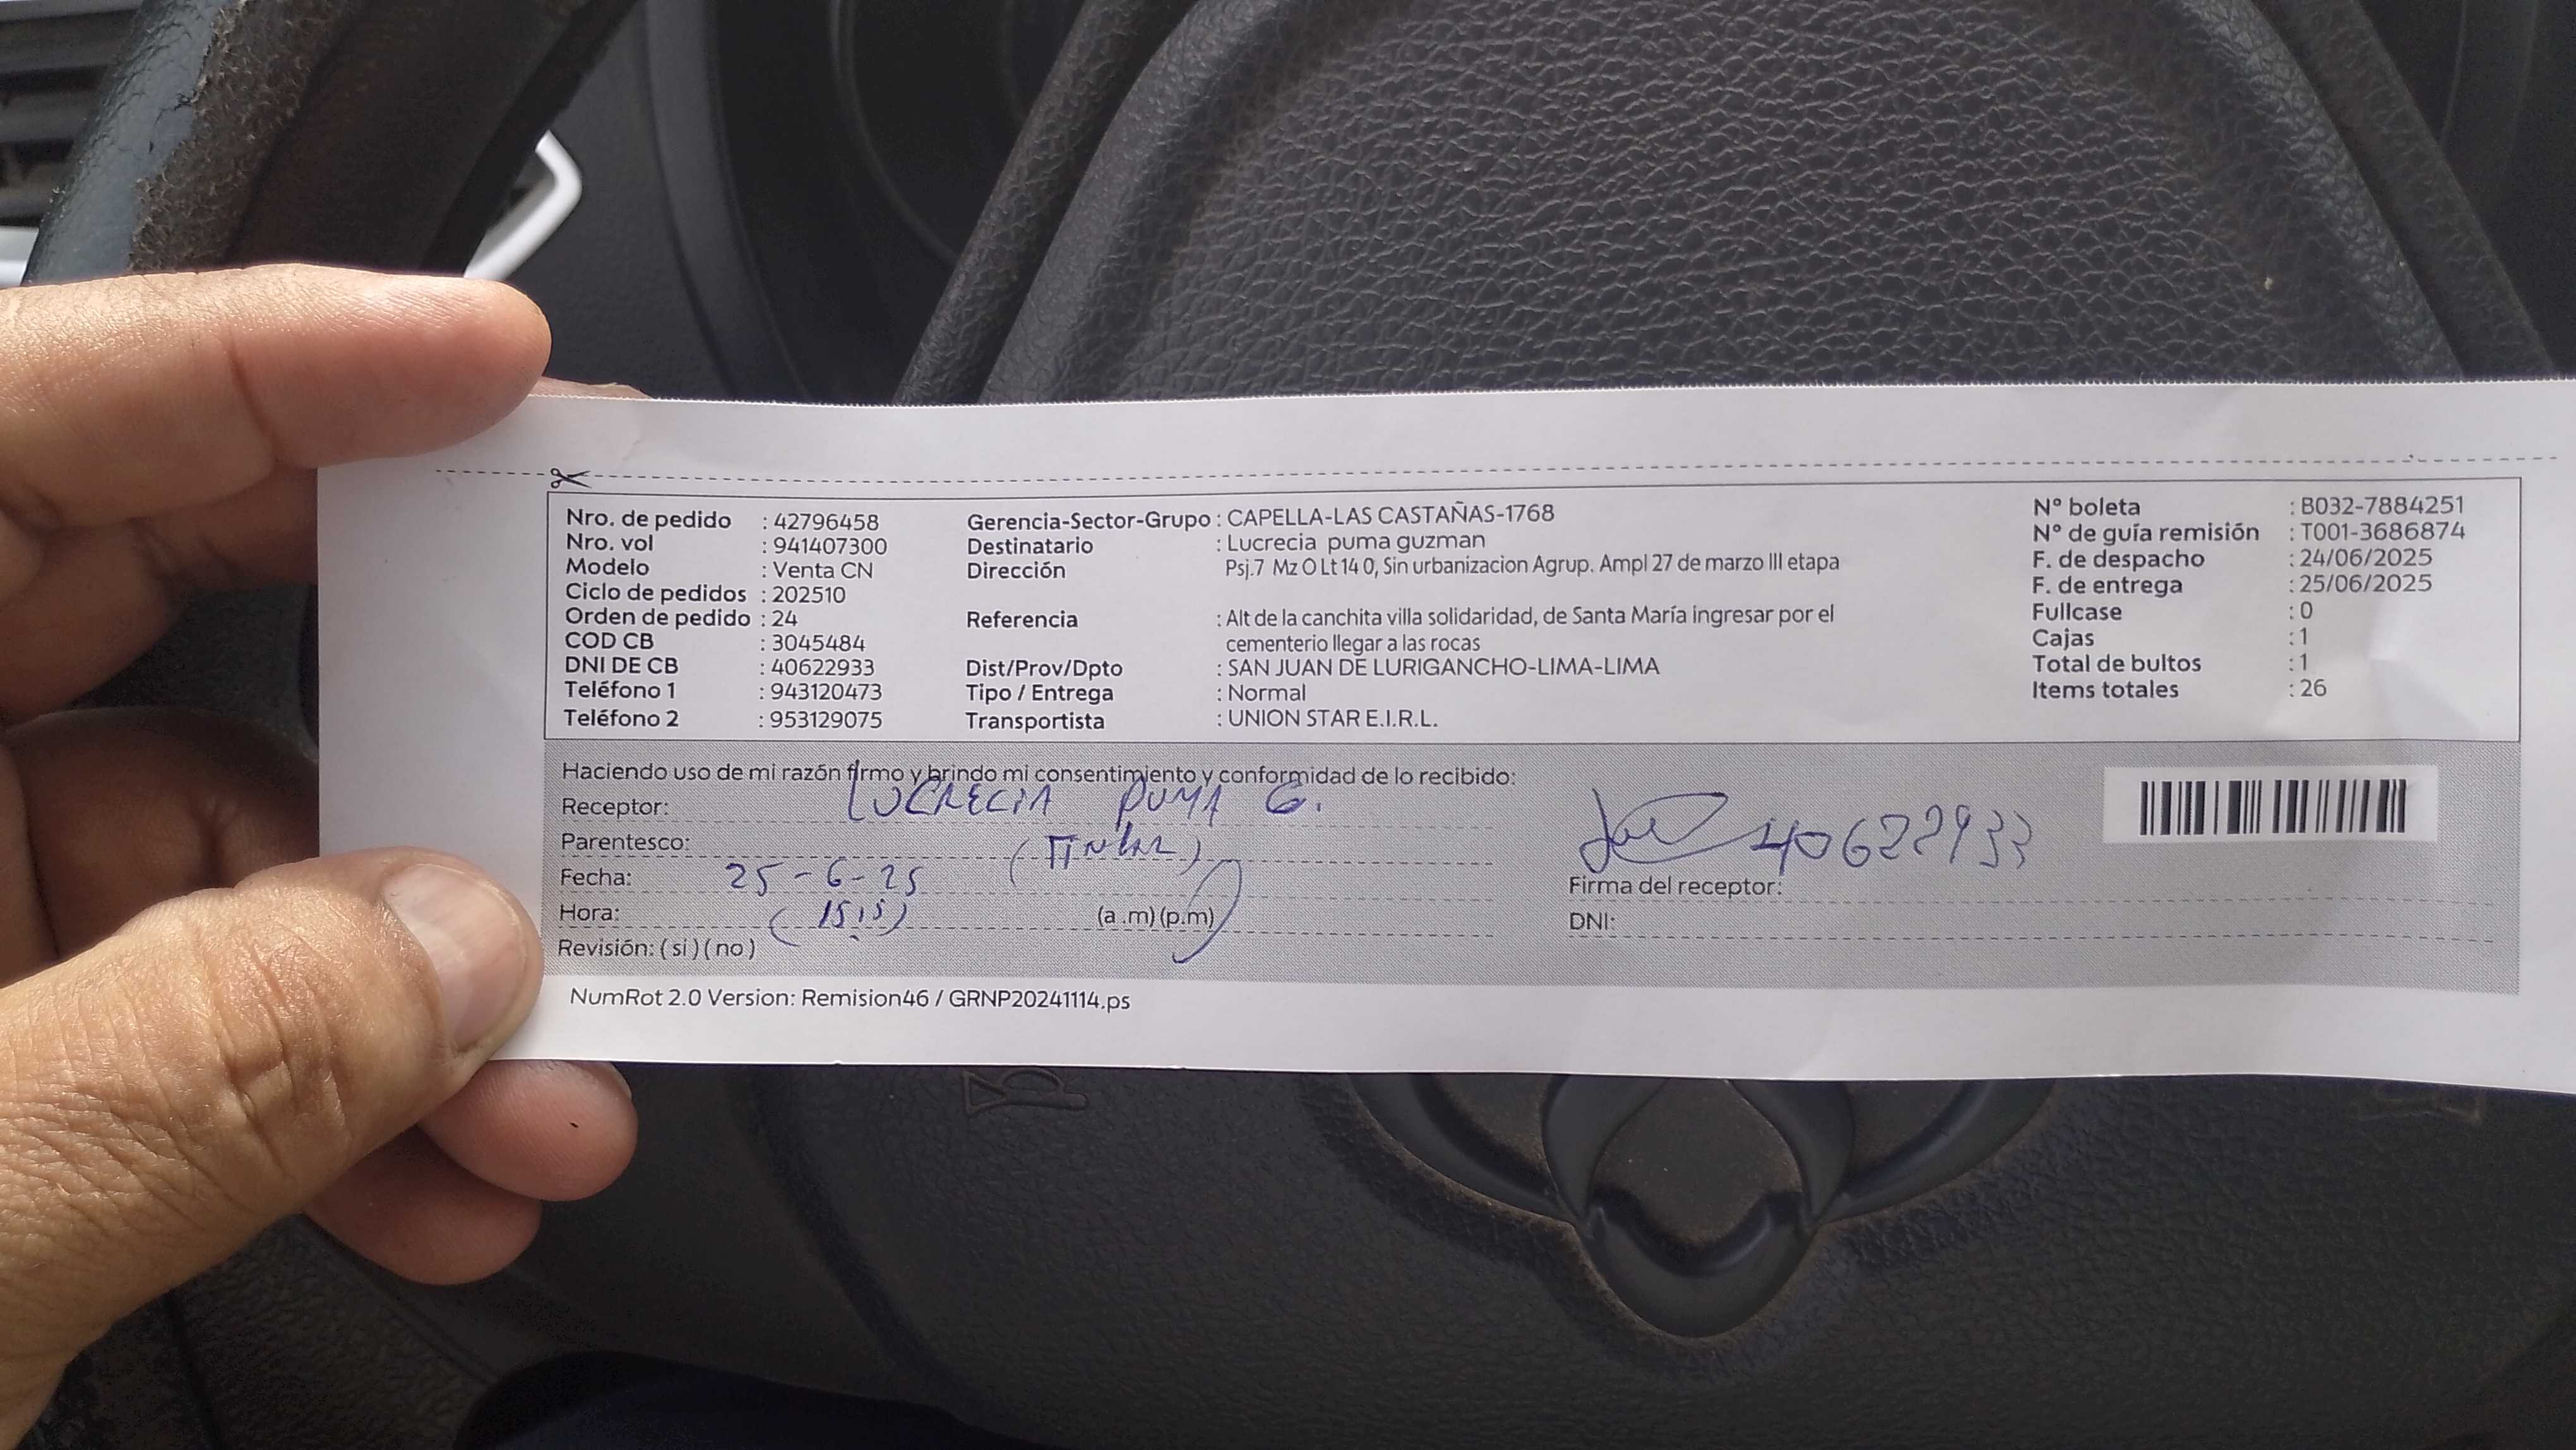 Nro. de pedido : 42796458
Nro. vol : 941407300
Modelo : Venta CN
Ciclo de pedidos : 202510
Orden de pedido : 24
COD CB : 3045484
DNI DE CB : 40622933
Teléfono 1 : 943120473
Teléfono 2 : 953129075
Gerencia-Sector-Grupo : CAPELLA-LAS CASTAÑAS-1768
Destinatario : Lucrecia puma guzman
Dirección Psj.7 Mz O Lt 14 0, Sin urbanizacion Agrup. Ampl 27 de marzo III etapa
Referencia : Alt de la canchita villa solidaridad, de Santa María ingresar por el
cementerio llegar a las rocas
Dist/Prov/Dpto : SAN JUAN DE LURIGANCHO-LIMA-LIMA
Tipo / Entrega : Normal
Transportista : UNION STAR E.I.R.L.
Nº boleta : B032-7884251
Nº de guía remisión : T001-3686874
F. de despacho : 24/06/2025
F. de entrega : 25/06/2025
Fullcase : 0
Cajas : 1
Total de bultos : 1
Items totales : 26
Haciendo uso de mi razón firmo y brindo mi consentimiento y conformidad de lo recibido:
Receptor: LUCRECIA PUMA G.
Parentesco: (TITULAR)
Fecha: 25-6-25
Hora: (a.m)(p.m)
Revisión: (si)(no)
40622933
Firma del receptor:
DNI:
NumRot 2.0 Version: Remision46 / GRNP20241114.ps